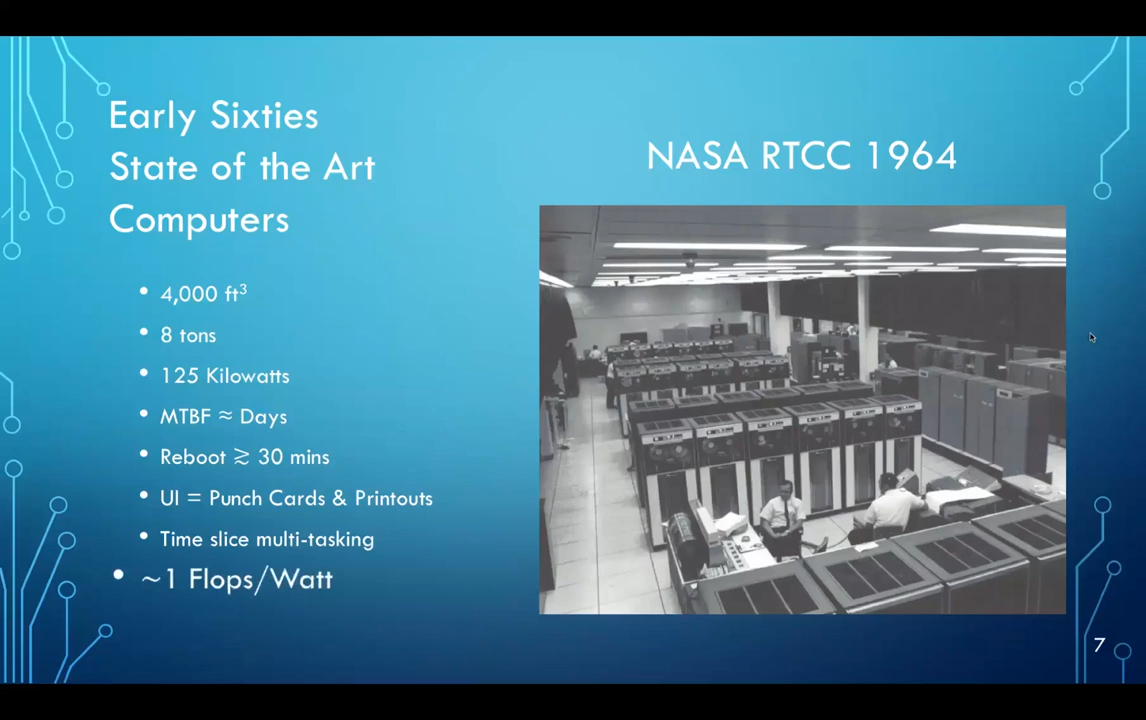 Early Sixties
State of the Art
Computers
• 4,000 ft³
• 8 tons
• 125 Kilowatts
• MTBF ≈ Days
• Reboot ≳ 30 mins
• UI = Punch Cards & Printouts
• Time slice multi-tasking
• ~1 Flops/Watt
NASA RTCC 1964
7